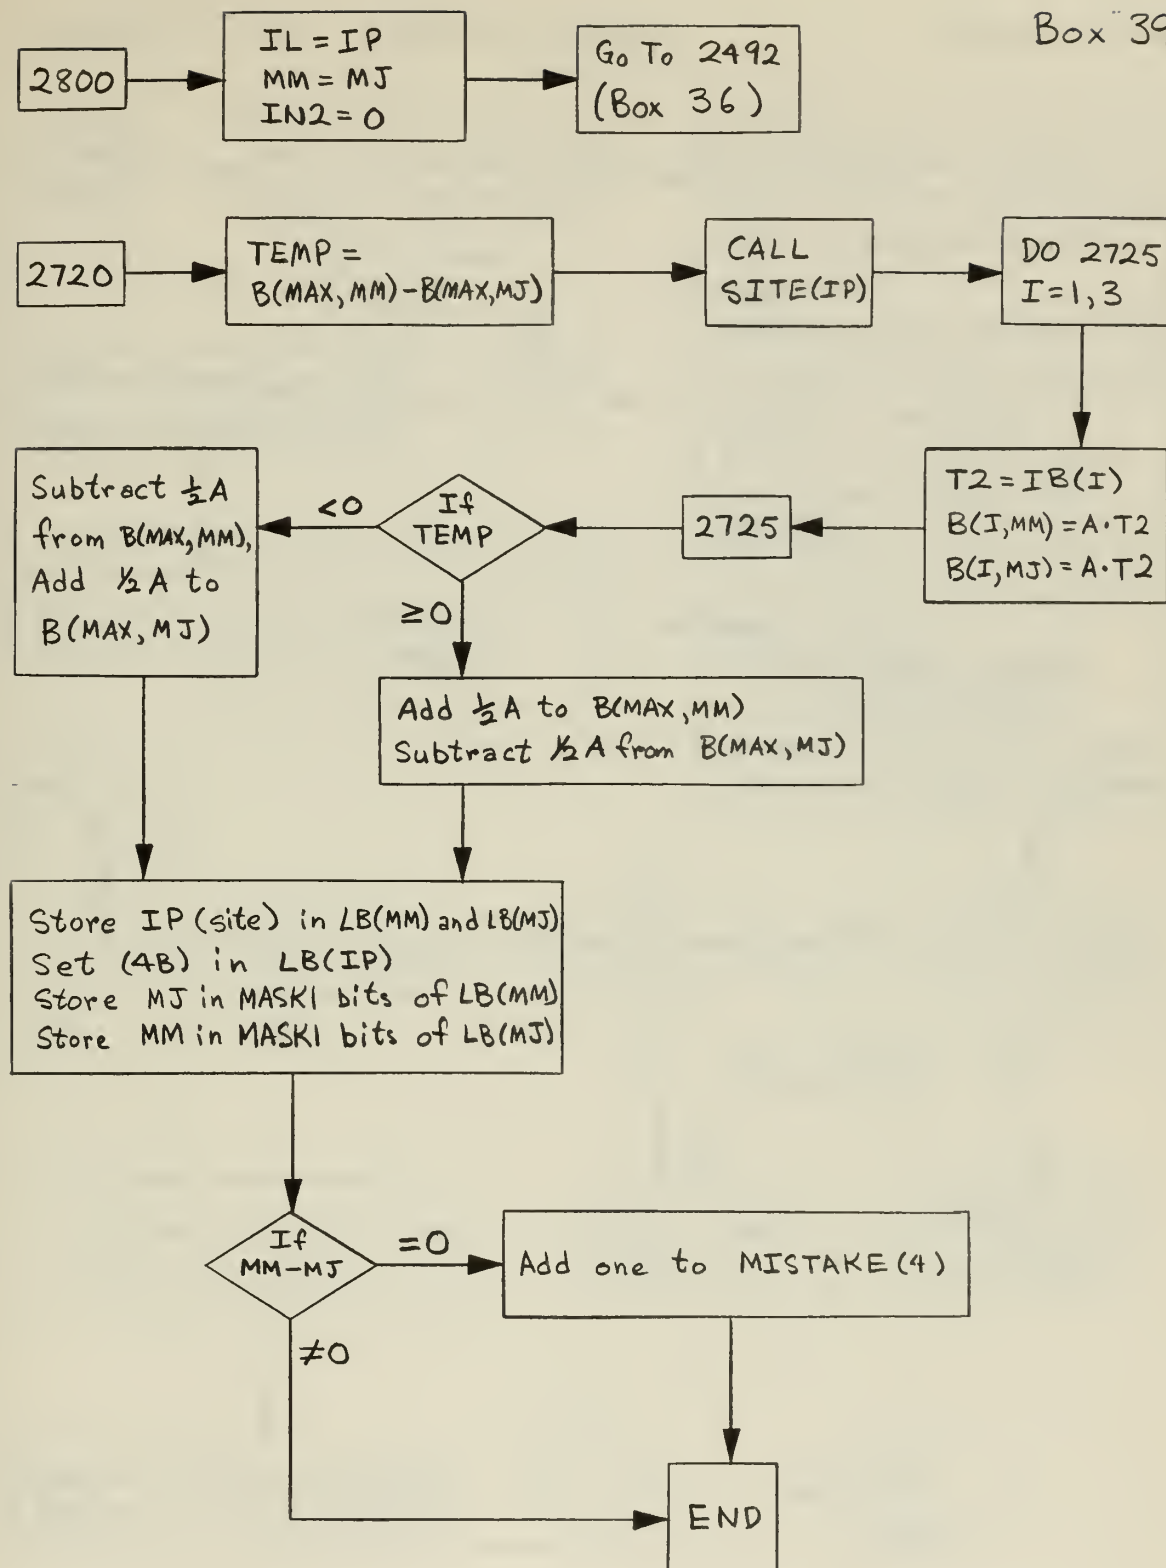 Box 39
2800
IL = IP
MM = MJ
IN2 = 0
Go To 2492
(Box 36)
2720
TEMP =
B(MAX, MM) - B(MAX, MJ)
CALL
SITE(IP)
DO 2725
I = 1, 3
T2 = IB(I)
B(I, MM) = A·T2
B(I, MJ) = A·T2
2725
If
TEMP
<0
≥0
Subtract ½ A
from B(MAX, MM),
Add ½ A to
B(MAX, MJ)
Add ½ A to B(MAX, MM)
Subtract ½ A from B(MAX, MJ)
Store IP (site) in LB(MM) and LB(MJ)
Set (4B) in LB(IP)
Store MJ in MASK1 bits of LB(MM)
Store MM in MASK1 bits of LB(MJ)
If
MM-MJ
=0
Add one to MISTAKE (4)
≠0
END